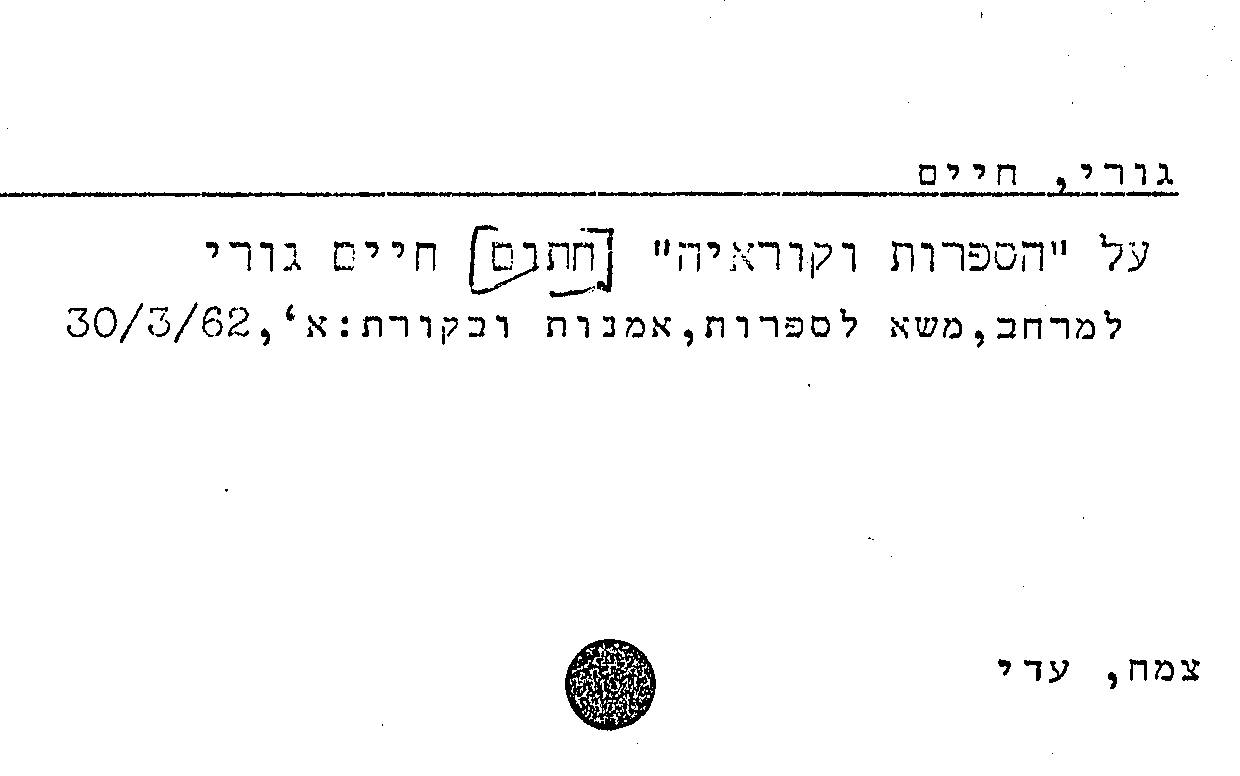 גורי, חיים
על "הספרות וקוראיה" [חתום] חיים גורי
למרחב,משא לספרות,אמנות ובקורת:א',30/3/62
צמח, עדי